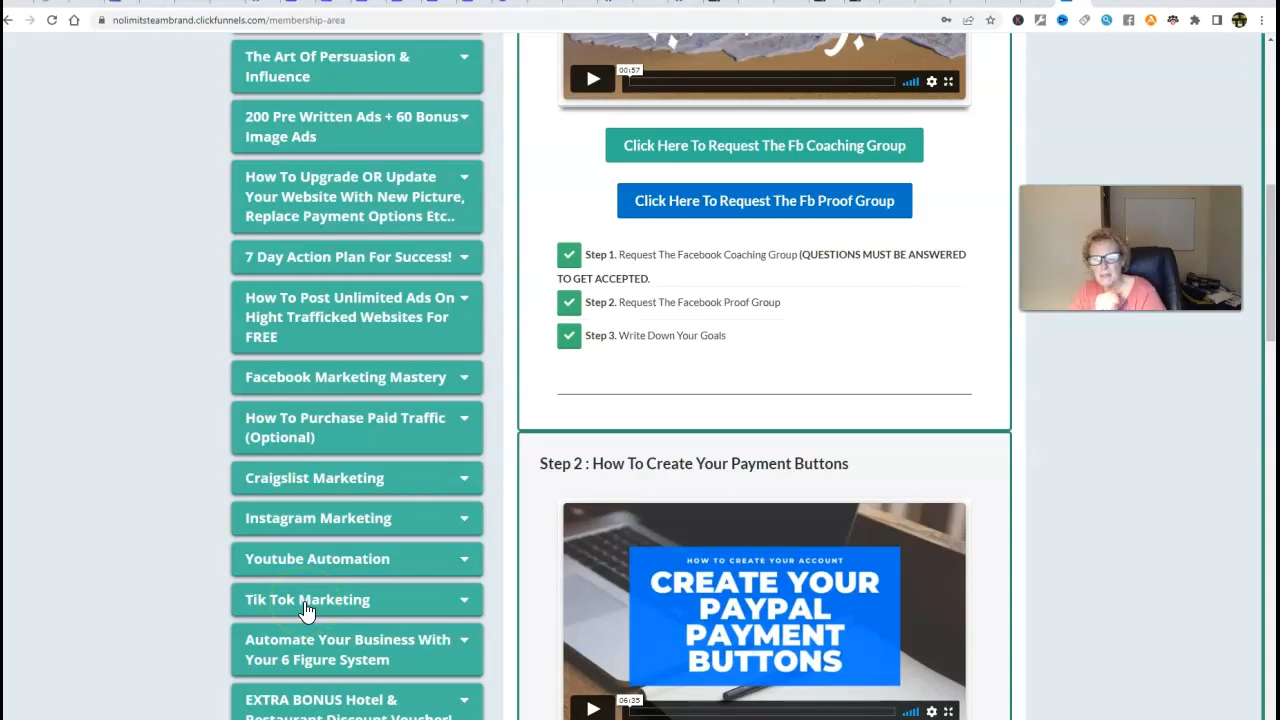 nolimitsteambrand.clickfunnels.com/membership-area
The Art Of Persuasion &
Influence
200 Pre Written Ads + 60 Bonus
Image Ads
How To Upgrade OR Update
Your Website With New Picture,
Replace Payment Options Etc..
7 Day Action Plan For Success!
How To Post Unlimited Ads On
Hight Trafficked Websites For
FREE
Facebook Marketing Mastery
How To Purchase Paid Traffic
(Optional)
Craigslist Marketing
Instagram Marketing
Youtube Automation
Tik Tok Marketing
Automate Your Business With
Your 6 Figure System
EXTRA BONUS Hotel &
Restaurant Discount Voucher!
00:57
Click Here To Request The Fb Coaching Group
Click Here To Request The Fb Proof Group
Step 1. Request The Facebook Coaching Group (QUESTIONS MUST BE ANSWERED
TO GET ACCEPTED.
Step 2. Request The Facebook Proof Group
Step 3. Write Down Your Goals
Step 2 : How To Create Your Payment Buttons
HOW TO CREATE YOUR ACCOUNT
CREATE YOUR
PAYPAL
PAYMENT
BUTTONS
06:35